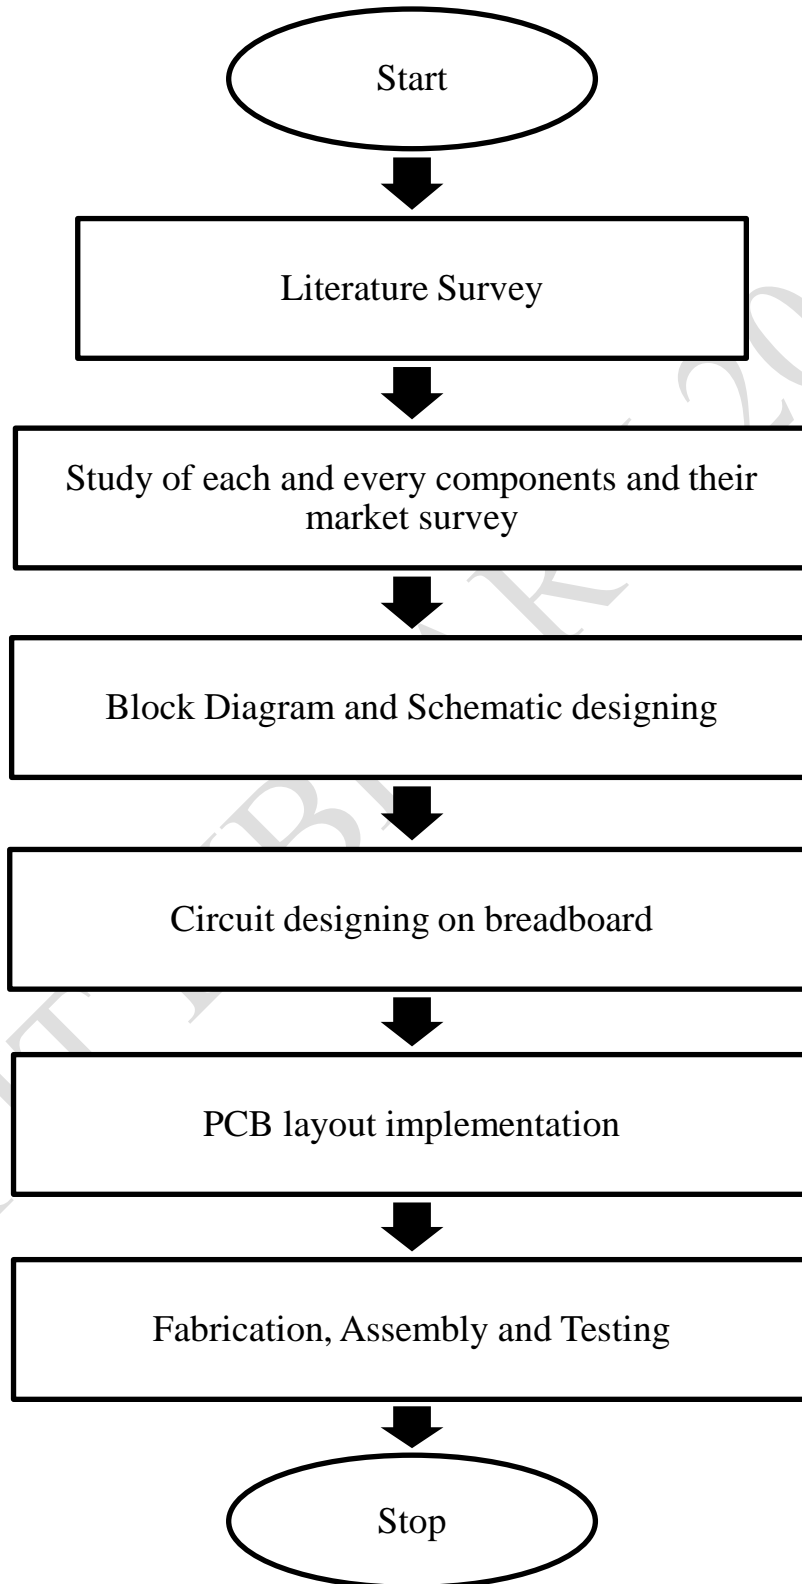 Start
Literature Survey
Study of each and every components and their
market survey
Block Diagram and Schematic designing
Circuit designing on breadboard
PCB layout implementation
Fabrication, Assembly and Testing
Stop